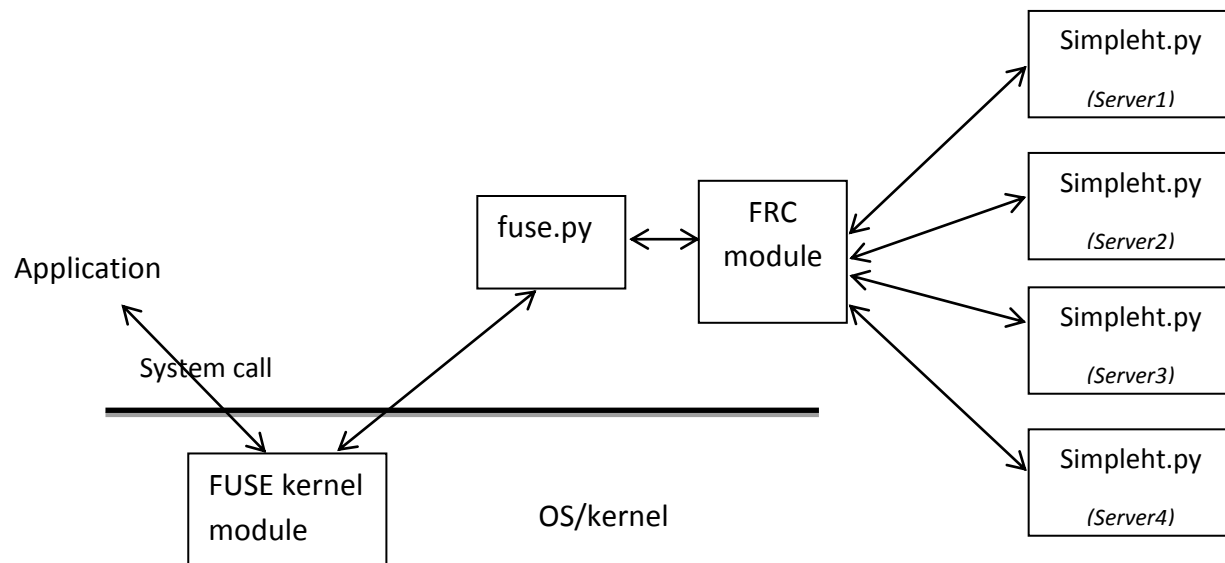 Simpleht.py
(Server1)
Simpleht.py
(Server2)
fuse.py
FRC
module
Application
Simpleht.py
(Server3)
System call
Simpleht.py
(Server4)
FUSE kernel
module
OS/kernel